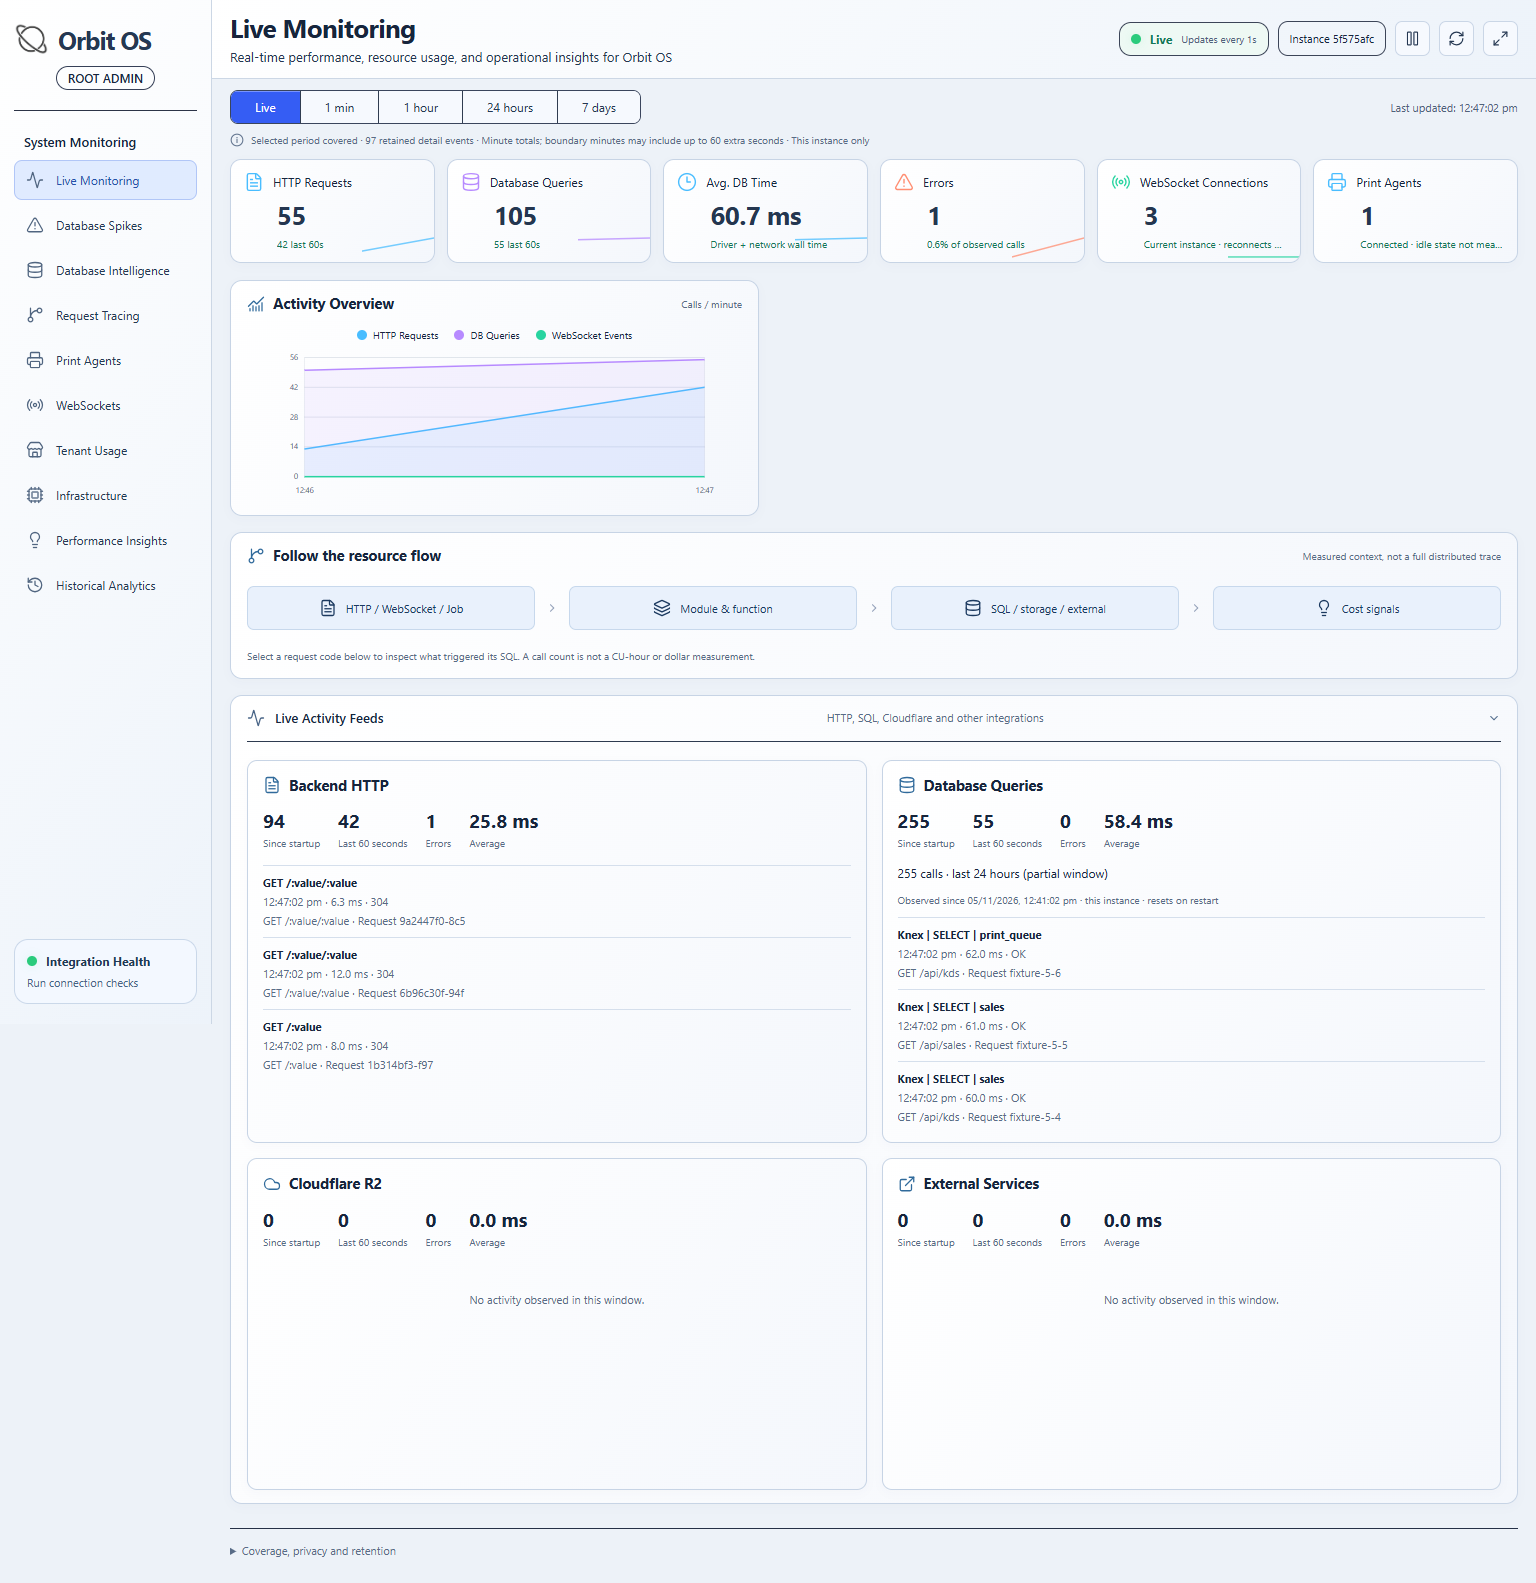 Orbit OS
ROOT ADMIN
System Monitoring
Live Monitoring
Database Spikes
Database Intelligence
Request Tracing
Print Agents
WebSockets
Tenant Usage
Infrastructure
Performance Insights
Historical Analytics
Integration Health
Run connection checks
Live Monitoring
Real-time performance, resource usage, and operational insights for Orbit OS
Live Updates every 1s
Instance 5f575afc
Live 1 min 1 hour 24 hours 7 days
Last updated: 12:47:02 pm
Selected period covered · 97 retained detail events · Minute totals; boundary minutes may include up to 60 extra seconds · This instance only
HTTP Requests
55
42 last 60s
Database Queries
105
55 last 60s
Avg. DB Time
60.7 ms
Driver + network wall time
Errors
1
0.6% of observed calls
WebSocket Connections
3
Current instance · reconnects ...
Print Agents
1
Connected · idle state not mea...
Activity Overview
Calls / minute
HTTP Requests DB Queries WebSocket Events
56
42
28
14
0
12:46 12:47
Follow the resource flow
Measured context, not a full distributed trace
HTTP / WebSocket / Job
Module & function
SQL / storage / external
Cost signals
Select a request code below to inspect what triggered its SQL. A call count is not a CU-hour or dollar measurement.
Live Activity Feeds
HTTP, SQL, Cloudflare and other integrations
Backend HTTP
94 42 1 25.8 ms
Since startup Last 60 seconds Errors Average
GET /:value/:value
12:47:02 pm · 6.3 ms · 304
GET /:value/:value · Request 9a2447f0-8c5
GET /:value/:value
12:47:02 pm · 12.0 ms · 304
GET /:value/:value · Request 6b96c30f-94f
GET /:value
12:47:02 pm · 8.0 ms · 304
GET /:value · Request 1b314bf3-f97
Database Queries
255 55 0 58.4 ms
Since startup Last 60 seconds Errors Average
255 calls · last 24 hours (partial window)
Observed since 05/11/2026, 12:41:02 pm · this instance · resets on restart
Knex | SELECT | print_queue
12:47:02 pm · 62.0 ms · OK
GET /api/kds · Request fixture-5-6
Knex | SELECT | sales
12:47:02 pm · 61.0 ms · OK
GET /api/sales · Request fixture-5-5
Knex | SELECT | sales
12:47:02 pm · 60.0 ms · OK
GET /api/kds · Request fixture-5-4
Cloudflare R2
0 0 0 0.0 ms
Since startup Last 60 seconds Errors Average
No activity observed in this window.
External Services
0 0 0 0.0 ms
Since startup Last 60 seconds Errors Average
No activity observed in this window.
Coverage, privacy and retention